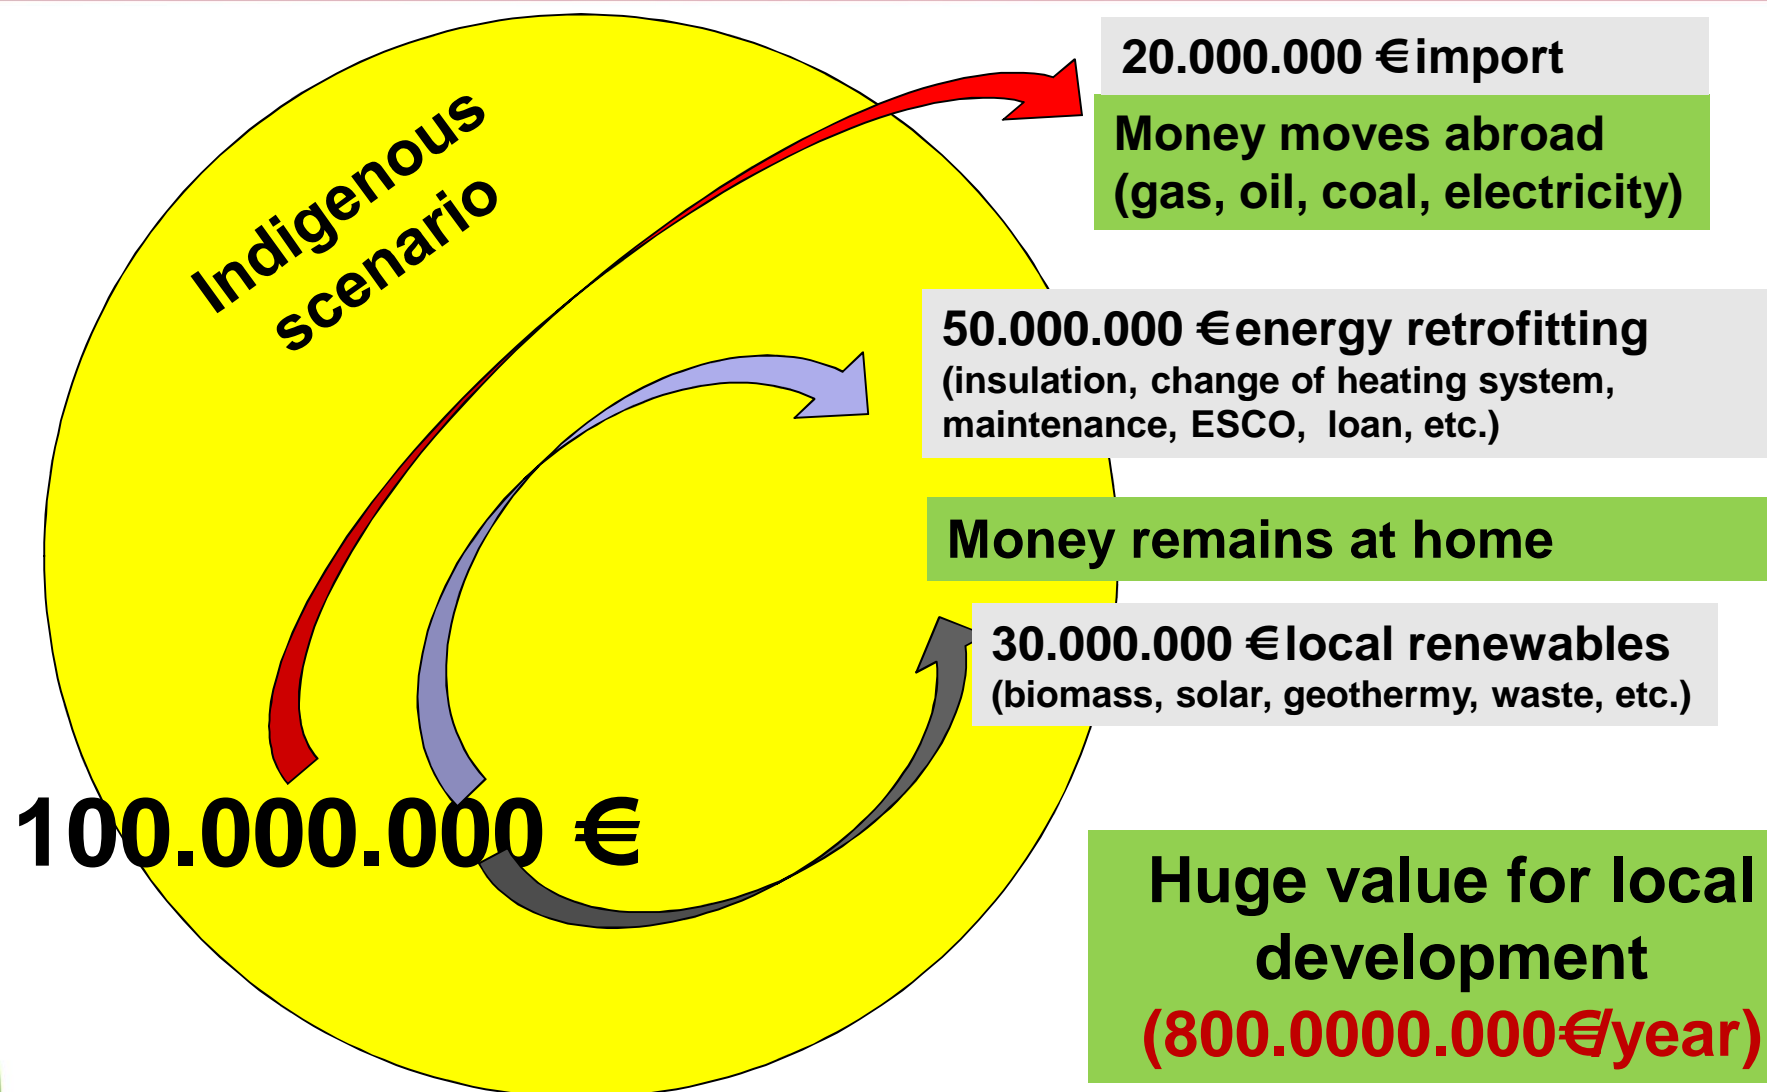 Indigenous
scenario
20.000.000 € import
Money moves abroad
(gas, oil, coal, electricity)
50.000.000 € energy retrofitting
(insulation, change of heating system,
maintenance, ESCO, loan, etc.)
Money remains at home
30.000.000 € local renewables
(biomass, solar, geothermy, waste, etc.)
100.000.000 €
Huge value for local
development
(800.0000.000€/year)